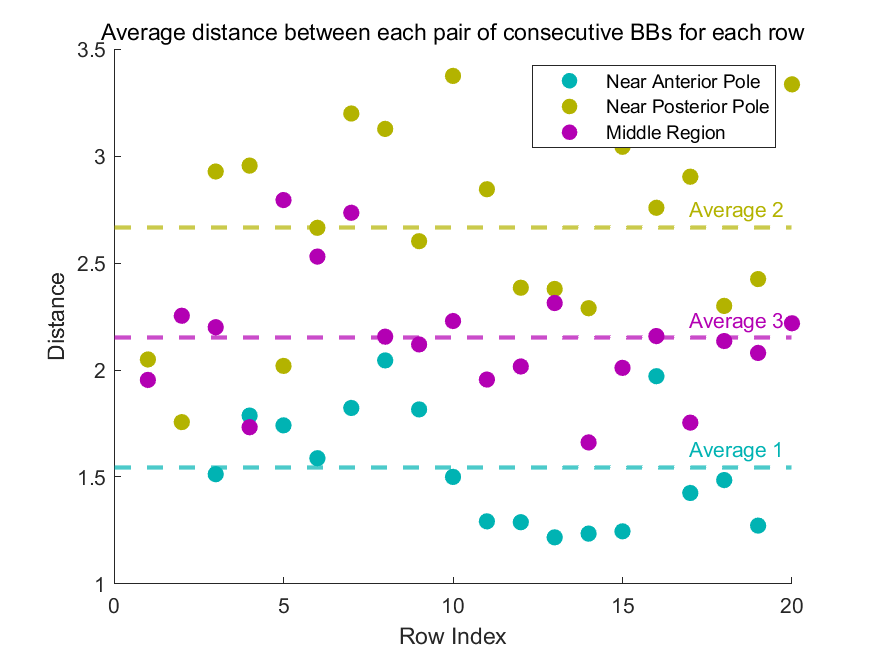 Average distance between each pair of consecutive BBs for each row
3.5
3
2.5
2
1.5
1
Distance
Near Anterior Pole
Near Posterior Pole
Middle Region
Average 2
Average 3
Average 1
0
5
10
15
20
Row Index